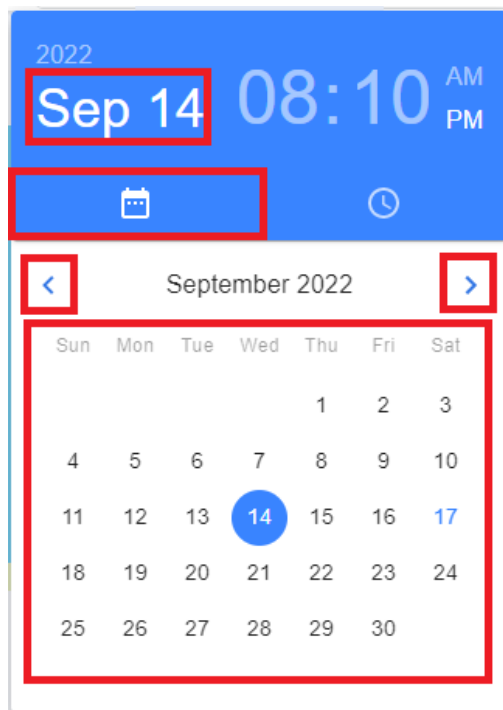 2022
Sep 14 08:10 AM
PM
September 2022
Sun Mon Tue Wed Thu Fri Sat
1 2 3
4 5 6 7 8 9 10
11 12 13 14 15 16 17
18 19 20 21 22 23 24
25 26 27 28 29 30